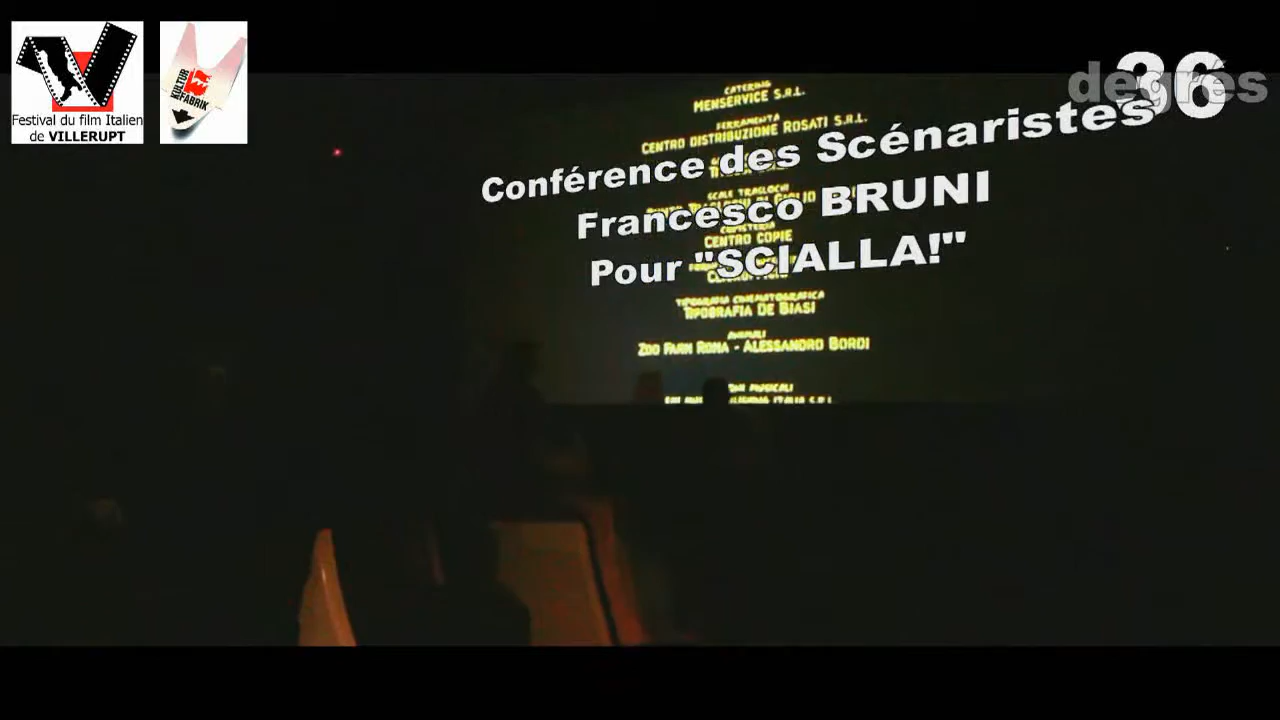 Festival du film Italien
de VILLERUPT
KULTUR
FABRIK
degrés
36
CATERING
MENSERVICE S.R.L.
FERRAMENTA
CENTRO DISTRIBUZIONE ROSATI S.R.L.
Conférence des Scénaristes
SCALE TRASLOCHI
Francesco BRUNI
CENTRO COPIE
Pour "SCIALLA!"
TIPOGRAFIA CINEMATOGRAFICA
TIPOGRAFIA DE BIASI
ANIMALI
ZOO FARM ROMA - ALESSANDRO BORDI
MUSICALI
ITALIA S.R.L.